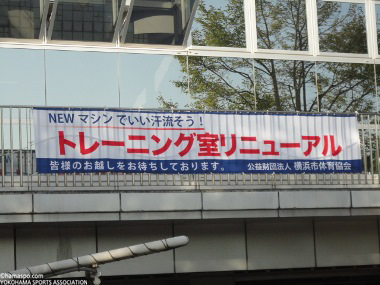 NEW マシン でいい汗流そう!
トレーニング室リニューアル
皆様のお越しをお待ちしております。 公益財団法人 横浜市体育協会
©hamaspo.com
YOKOHAMA SPORTS ASSOCIATION